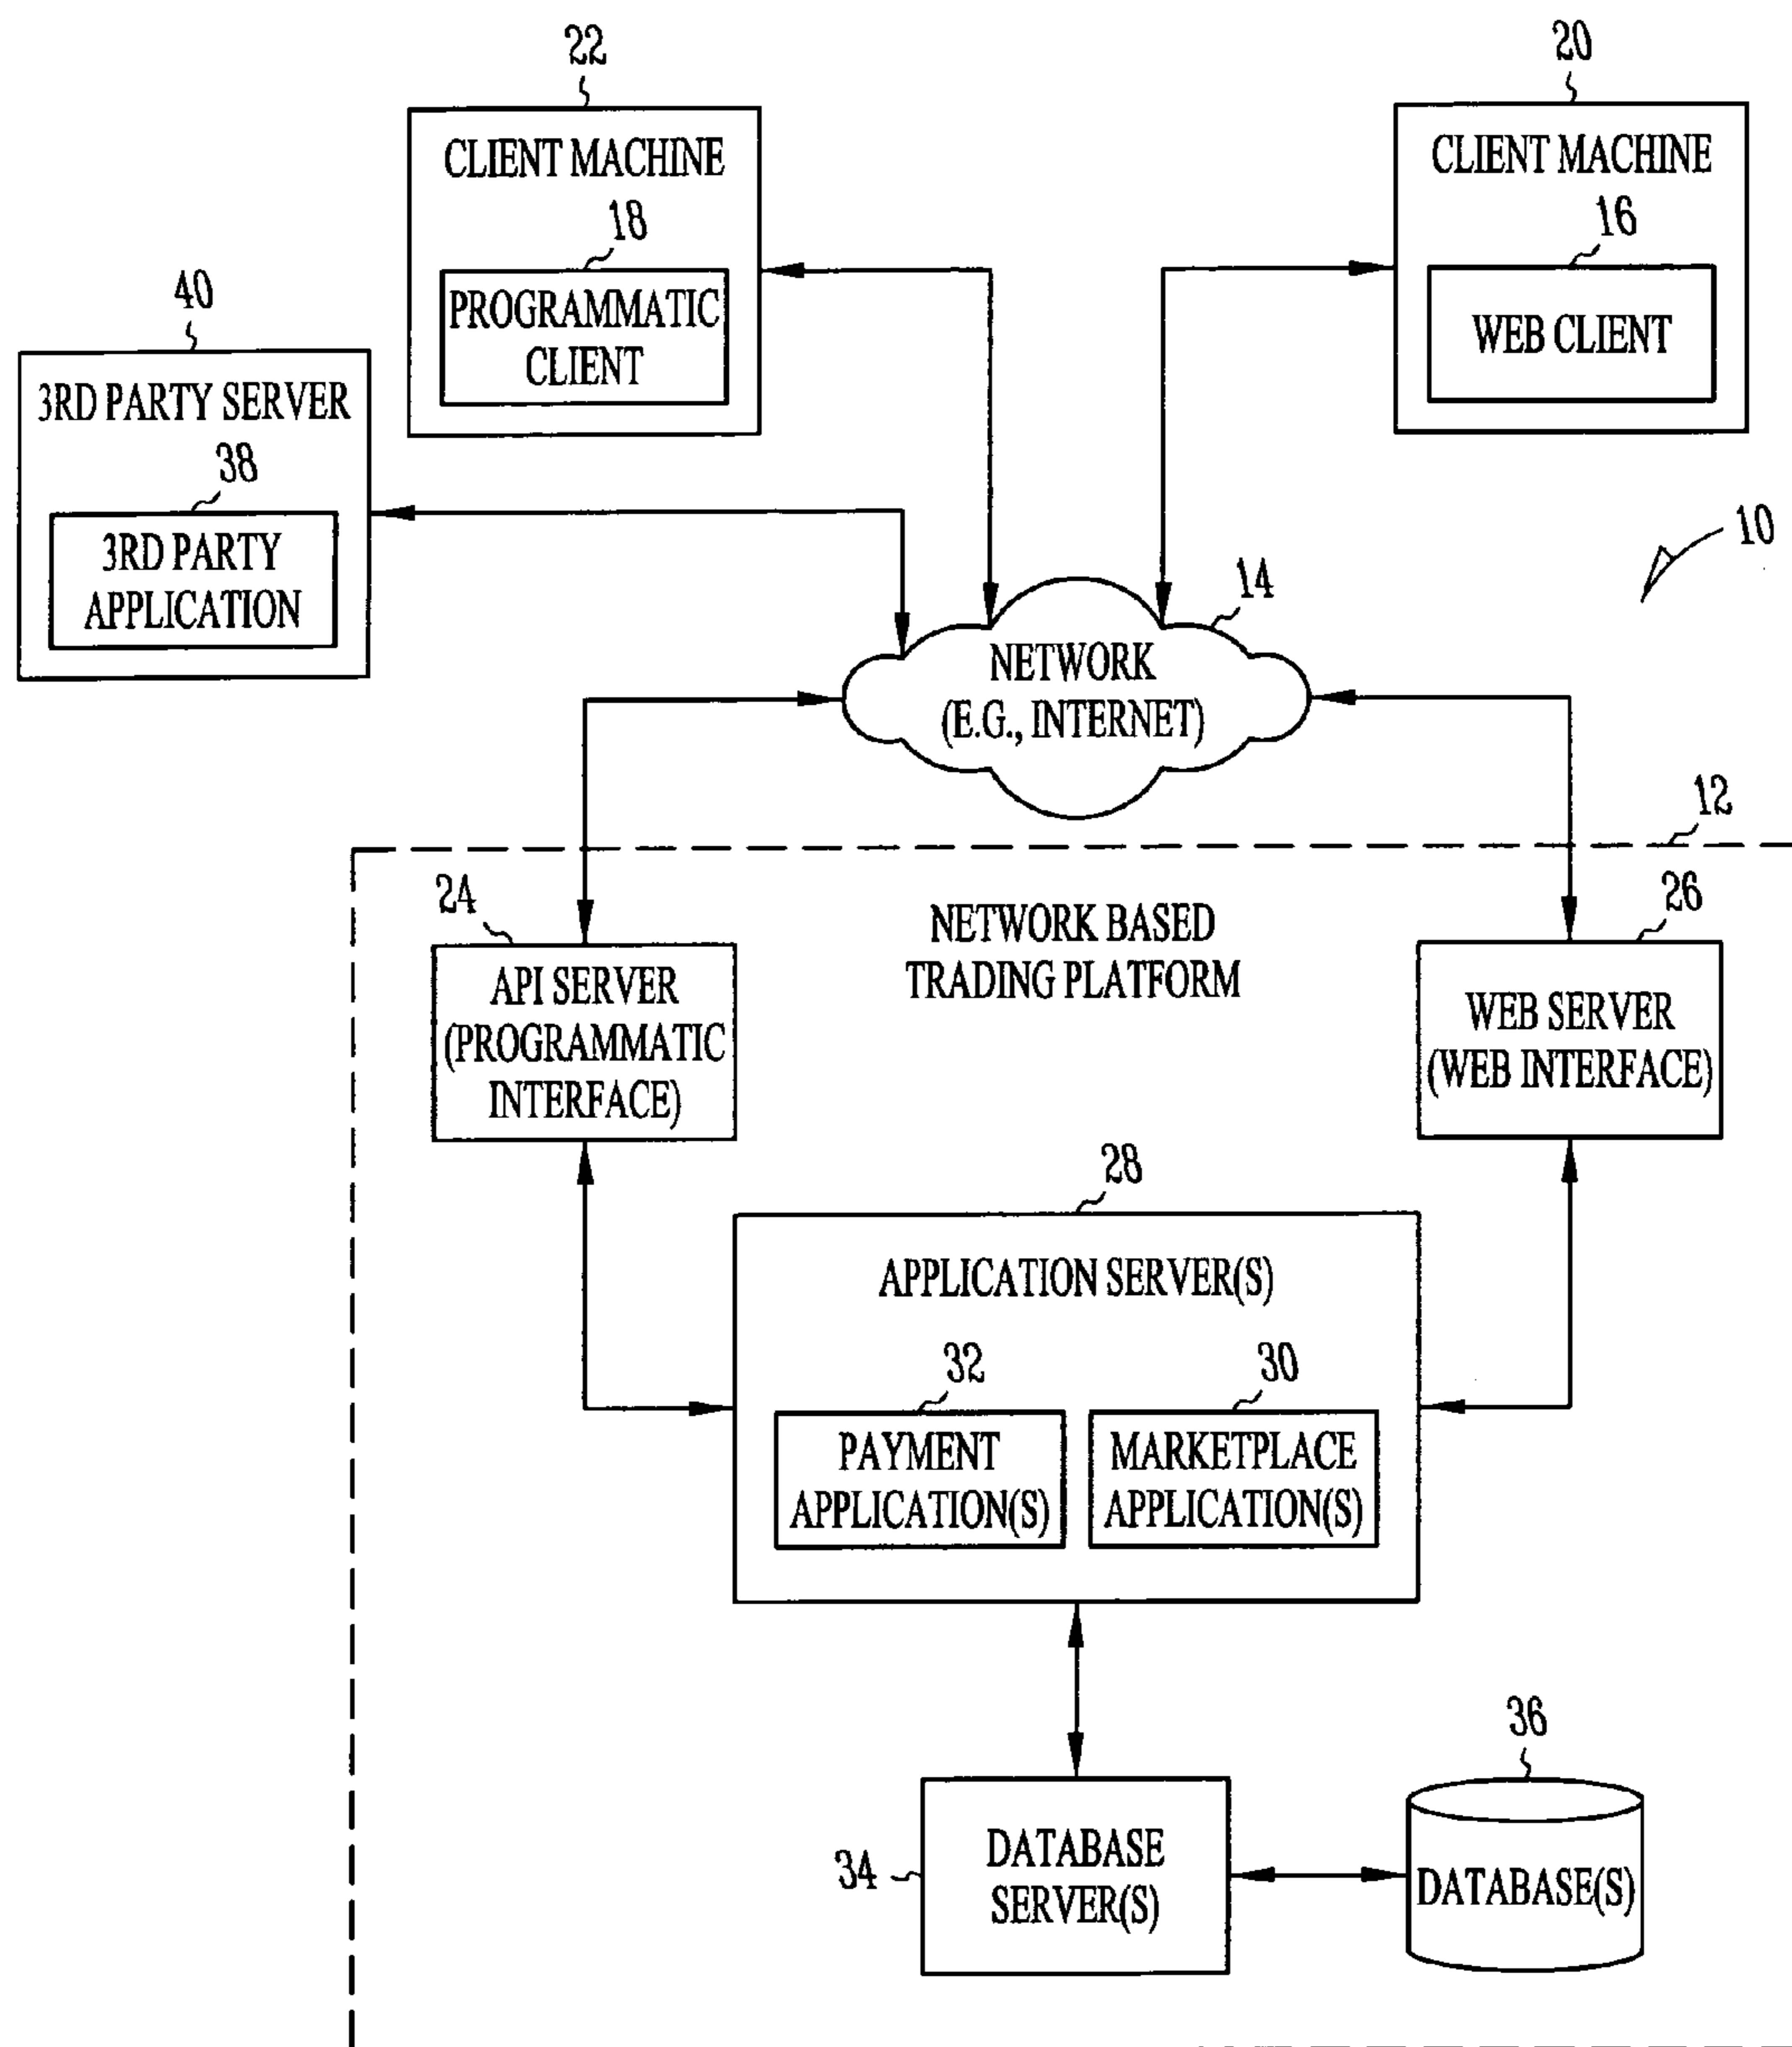 22
CLIENT MACHINE
18
PROGRAMMATIC
CLIENT
20
CLIENT MACHINE
16
WEB CLIENT
40
3RD PARTY SERVER
38
3RD PARTY
APPLICATION
10
14
NETWORK
(E.G., INTERNET)
12
NETWORK BASED
TRADING PLATFORM
24
API SERVER
(PROGRAMMATIC
INTERFACE)
26
WEB SERVER
(WEB INTERFACE)
28
APPLICATION SERVER(S)
32
PAYMENT
APPLICATION(S)
30
MARKETPLACE
APPLICATION(S)
34
DATABASE
SERVER(S)
36
DATABASE(S)